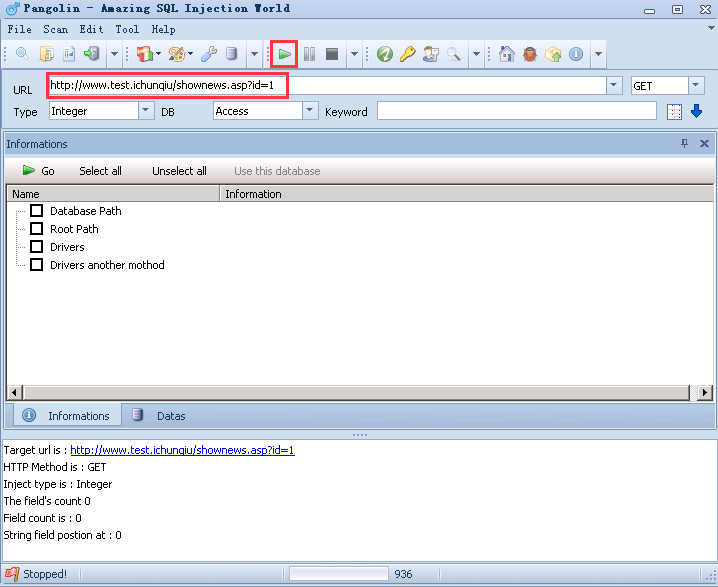 Pangolin - Amazing SQL Injection World
File Scan Edit Tool Help
URL http://www.test.ichunqiu/shownews.asp?id=1 GET
Type Integer DB Access Keyword
Informations
Go Select all Unselect all Use this database
Name Information
Database Path
Root Path
Drivers
Drivers another mothod
Informations Datas
Target url is : http://www.test.ichunqiu/shownews.asp?id=1
HTTP Method is : GET
Inject type is : Integer
The field's count 0
Field count is : 0
String field postion at : 0
Stopped! 936